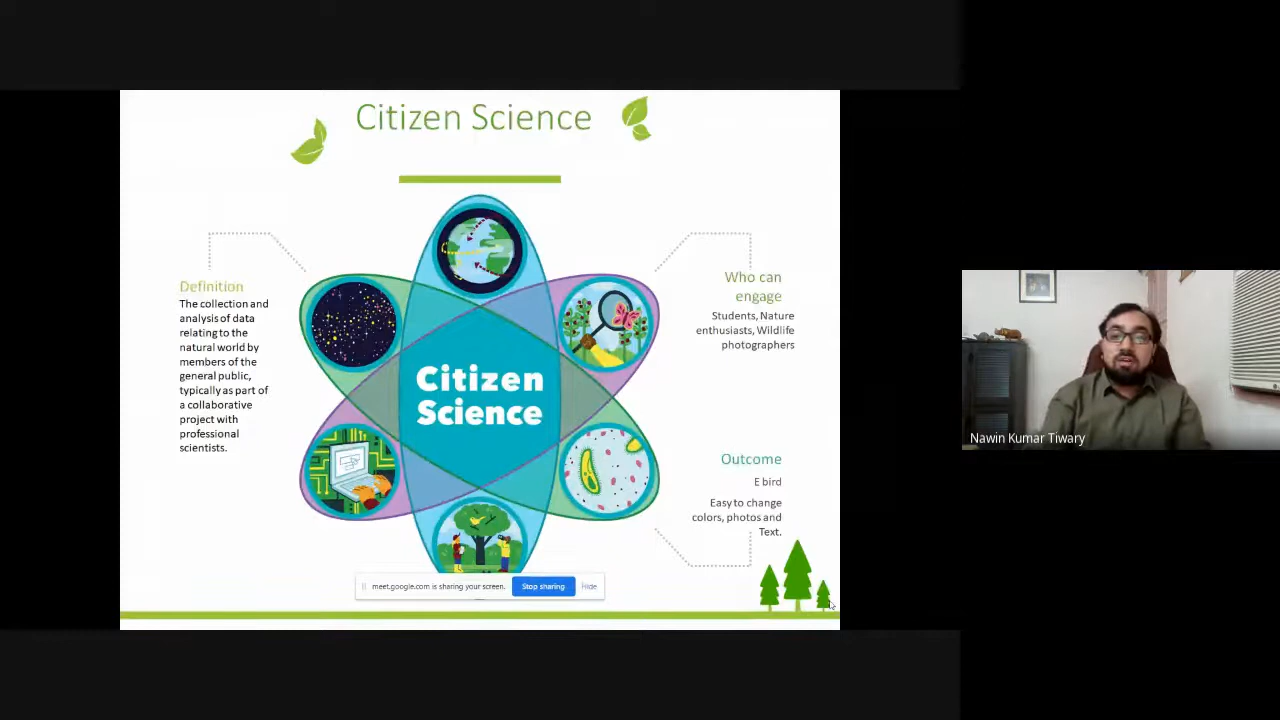 Citizen Science
Definition
The collection and
analysis of data
relating to the
natural world by
members of the
general public,
typically as part of
a collaborative
project with
professional
scientists.
Citizen
Science
Who can
engage
Students, Nature
enthusiasts, Wildlife
photographers
Outcome
E bird
Easy to change
colors, photos and
Text.
meet.google.com is sharing your screen.
Stop sharing
Hide
Nawin Kumar Tiwary